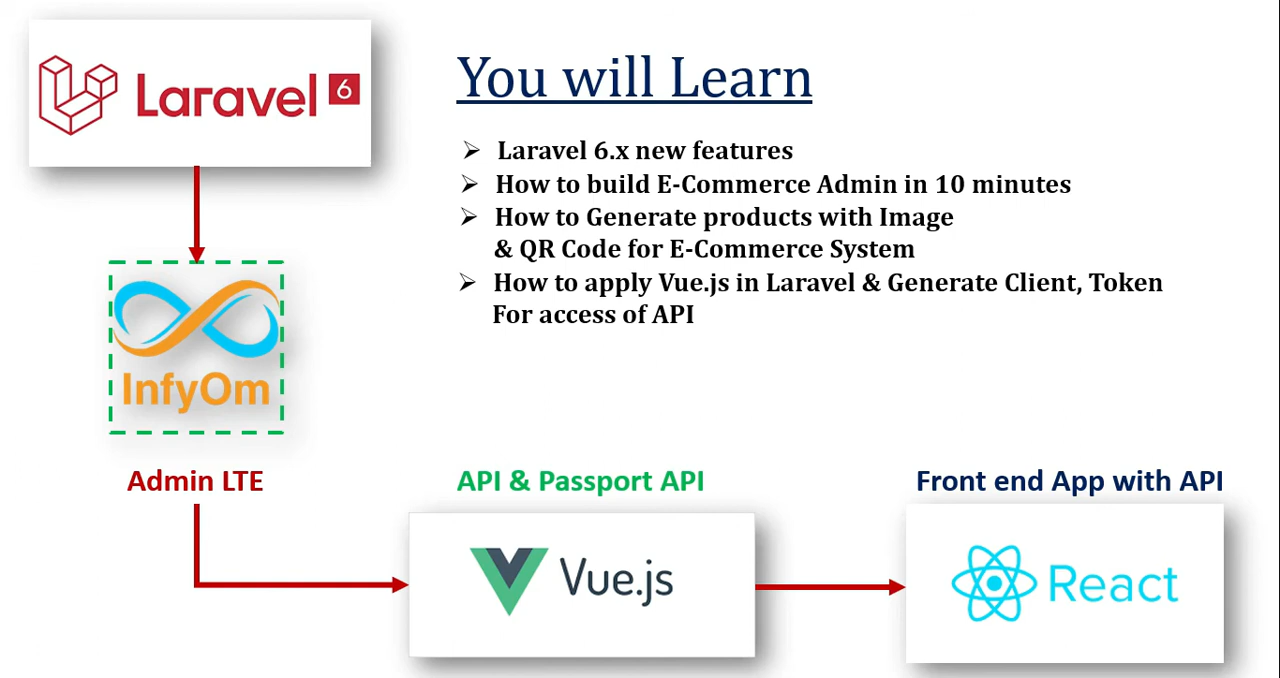 Laravel 6
You will Learn
➢ Laravel 6.x new features
➢ How to build E-Commerce Admin in 10 minutes
➢ How to Generate products with Image
& QR Code for E-Commerce System
➢ How to apply Vue.js in Laravel & Generate Client, Token
For access of API
InfyOm
Admin LTE
API & Passport API
Front end App with API
Vue.js
React